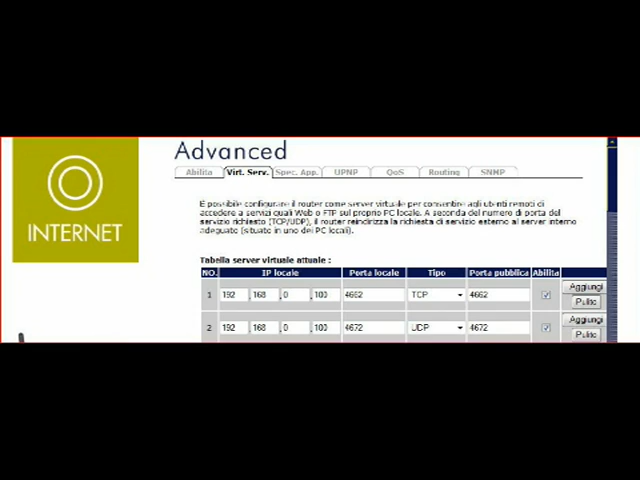 INTERNET
Advanced
Abilita Virt. Serv. Spec. App. UPNP QoS Routing SNMP
È possibile configurare il router come server virtuale per consentire agli utenti remoti di
accedere a servizi quali Web o FTP sul proprio PC locale. A seconda del numero di porta del
servizio richiesto (TCP/UDP), il router reindirizza la richiesta di servizio esterno al server interno
adeguato (situato in uno dei PC locali).
Tabella server virtuale attuale :
NO. IP locale Porta locale Tipo Porta pubblica Abilita
1 192 .168 .0 .100 4662 TCP 4662 Aggiungi
Pulito
2 192 .168 .0 .100 4672 UDP 4672 Aggiungi
Pulito